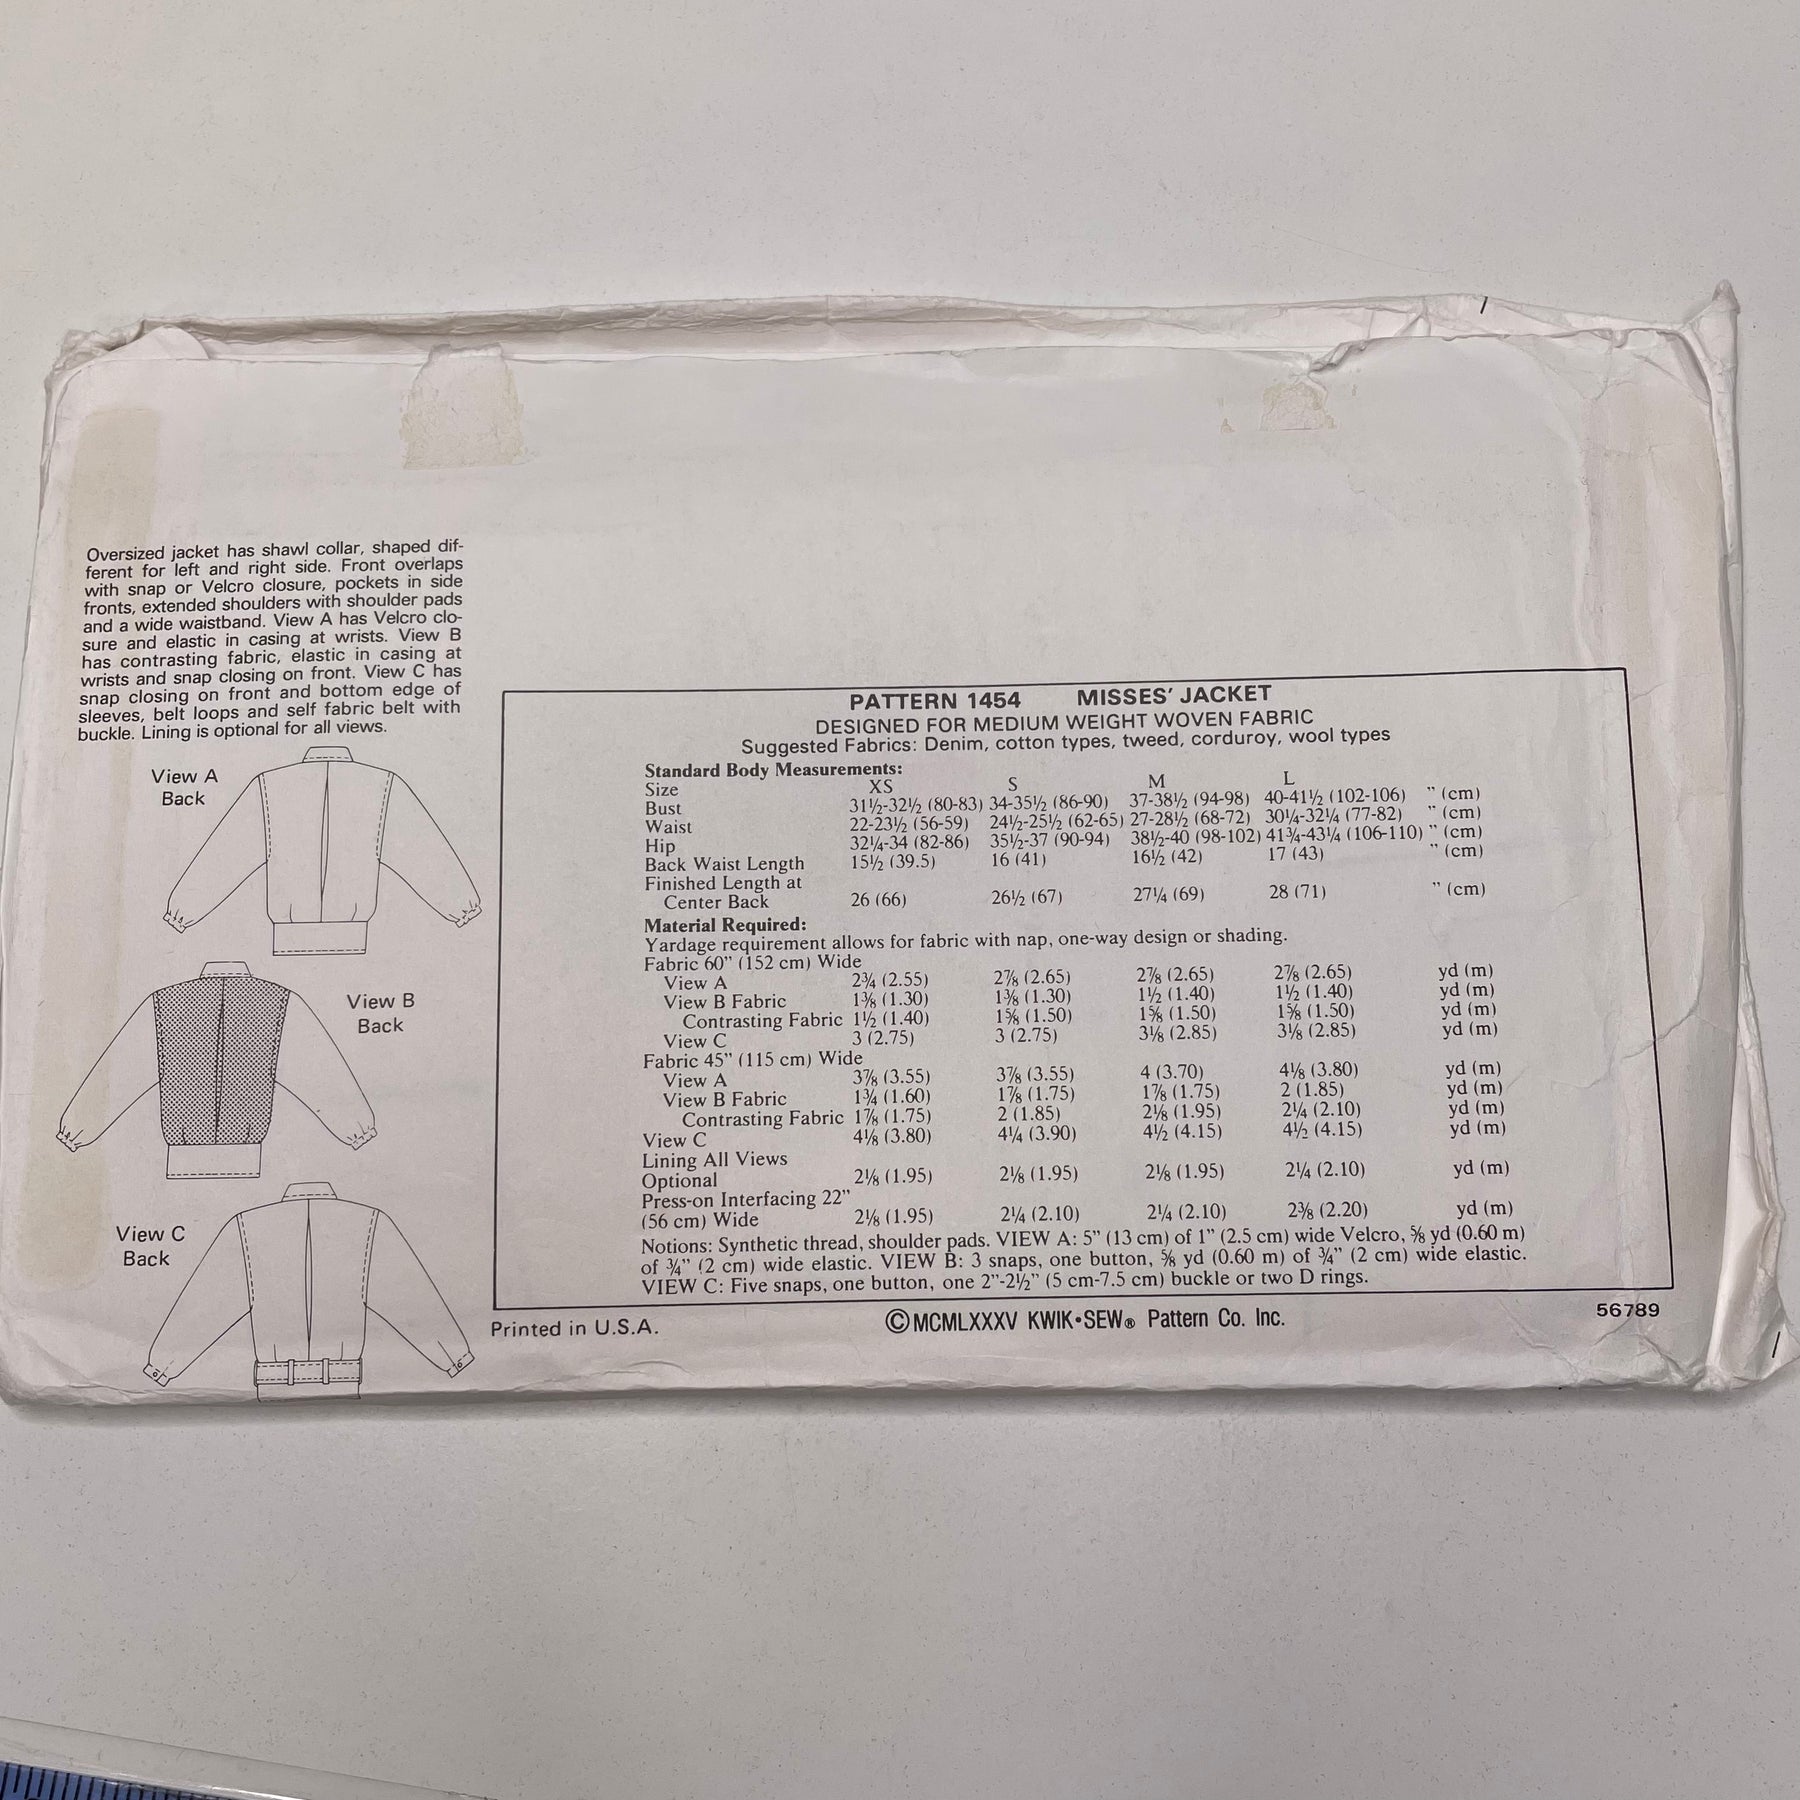 Oversized jacket has shawl collar, shaped dif-
ferent for left and right side. Front overlaps
with snap or Velcro closure, pockets in side
fronts, extended shoulders with shoulder pads
and a wide waistband. View A has Velcro clo-
sure and elastic in casing at wrists. View B
has contrasting fabric, elastic in casing at
wrists and snap closing on front. View C has
snap closing on front and bottom edge of
sleeves, belt loops and self fabric belt with
buckle. Lining is optional for all views.
View A
Back
View B
Back
View C
Back
PATTERN 1454 MISSES' JACKET
DESIGNED FOR MEDIUM WEIGHT WOVEN FABRIC
Suggested Fabrics: Denim, cotton types, tweed, corduroy, wool types
Standard Body Measurements:
Size XS S M L
Bust 31½-32½ (80-83) 34-35½ (86-90) 37-38½ (94-98) 40-41½ (102-106) " (cm)
Waist 22-23½ (56-59) 24½-25½ (62-65) 27-28½ (68-72) 30¼-32¼ (77-82) " (cm)
Hip 32¼-34 (82-86) 35½-37 (90-94) 38½-40 (98-102) 41¾-43¼ (106-110) " (cm)
Back Waist Length 15½ (39.5) 16 (41) 16½ (42) 17 (43) " (cm)
Finished Length at
Center Back 26 (66) 26½ (67) 27¼ (69) 28 (71) " (cm)
Material Required:
Yardage requirement allows for fabric with nap, one-way design or shading.
Fabric 60" (152 cm) Wide
View A 2¾ (2.55) 2⅞ (2.65) 2⅞ (2.65) 2⅞ (2.65) yd (m)
View B Fabric 1⅜ (1.30) 1⅜ (1.30) 1½ (1.40) 1½ (1.40) yd (m)
Contrasting Fabric 1½ (1.40) 1⅝ (1.50) 1⅝ (1.50) 1⅝ (1.50) yd (m)
View C 3 (2.75) 3 (2.75) 3⅛ (2.85) 3⅛ (2.85) yd (m)
Fabric 45" (115 cm) Wide
View A 3⅞ (3.55) 3⅞ (3.55) 4 (3.70) 4⅛ (3.80) yd (m)
View B Fabric 1¾ (1.60) 1⅞ (1.75) 1⅞ (1.75) 2 (1.85) yd (m)
Contrasting Fabric 1⅞ (1.75) 2 (1.85) 2⅛ (1.95) 2¼ (2.10) yd (m)
View C 4⅛ (3.80) 4¼ (3.90) 4½ (4.15) 4½ (4.15) yd (m)
Lining All Views
Optional 2⅛ (1.95) 2⅛ (1.95) 2⅛ (1.95) 2¼ (2.10) yd (m)
Press-on Interfacing 22"
(56 cm) Wide 2⅛ (1.95) 2¼ (2.10) 2¼ (2.10) 2⅜ (2.20) yd (m)
Notions: Synthetic thread, shoulder pads. VIEW A: 5" (13 cm) of 1" (2.5 cm) wide Velcro, ⅝ yd (0.60 m)
of ¾" (2 cm) wide elastic. VIEW B: 3 snaps, one button, ⅝ yd (0.60 m) of ¾" (2 cm) wide elastic.
VIEW C: Five snaps, one button, one 2"-2½" (5 cm-7.5 cm) buckle or two D rings.
Printed in U.S.A. ©MCMLXXXV KWIK•SEW® Pattern Co. Inc. 56789